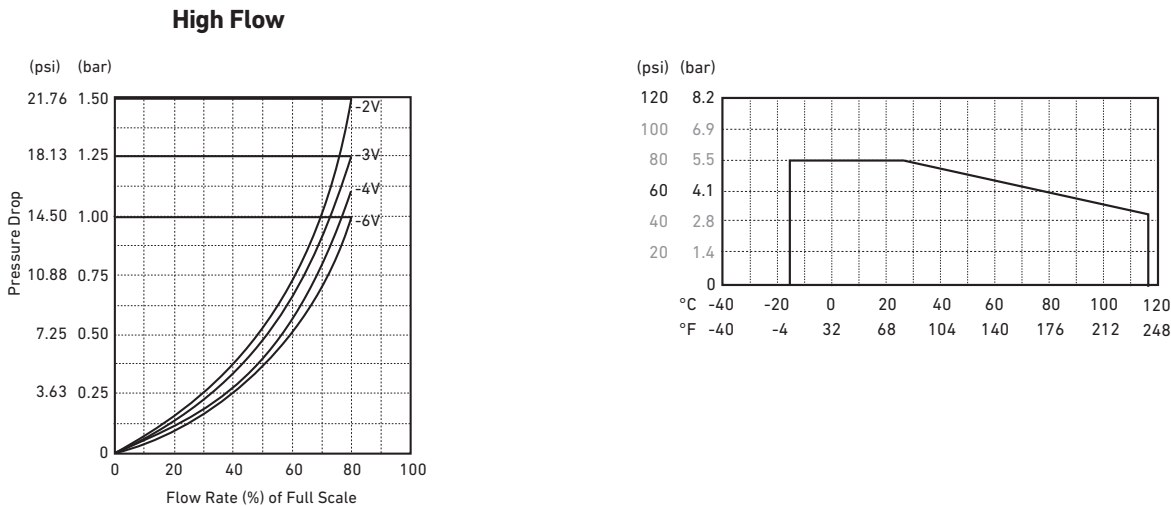 High Flow
(psi) (bar)
21.76 1.50
18.13 1.25
14.50 1.00
10.88 0.75
7.25 0.50
3.63 0.25
0
Pressure Drop
-2V
-3V
-4V
-6V
0 20 40 60 80 100
Flow Rate (%) of Full Scale
(psi) (bar)
120 8.2
100 6.9
80 5.5
60 4.1
40 2.8
20 1.4
0
°C -40 -20 0 20 40 60 80 100 120
°F -40 -4 32 68 104 140 176 212 248